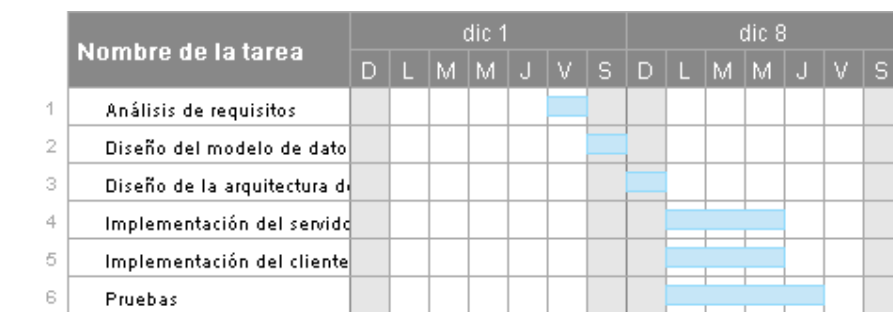 Nombre de la tarea
dic 1
dic 8
D L M M J V S D L M M J V S
1 Análisis de requisitos
2 Diseño del modelo de dato
3 Diseño de la arquitectura de
4 Implementación del servido
5 Implementación del cliente
6 Pruebas